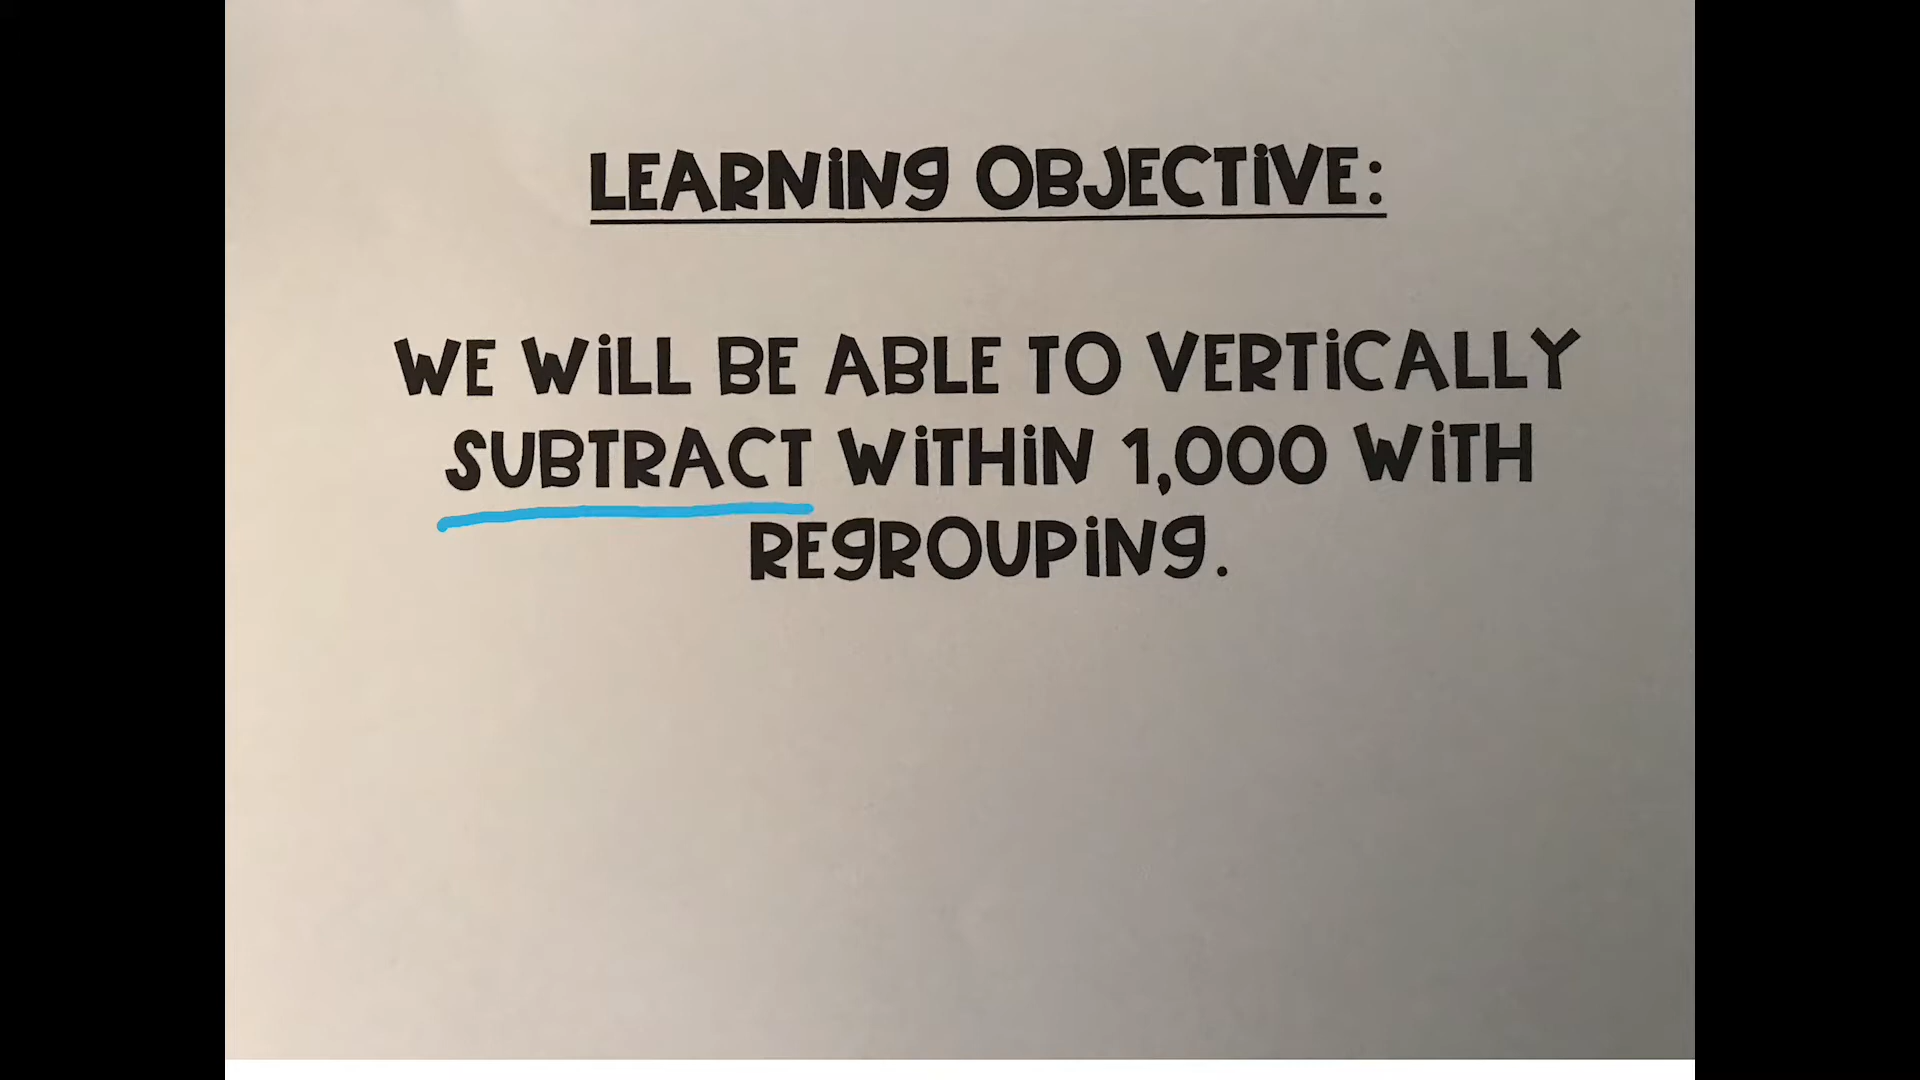 LEARNiNg OBJECTiVE:
WE WiLL BE ABLE TO VERTiCALLY
SUBTRACT WiTHiN 1,000 WiTH
REgROUPiNg.